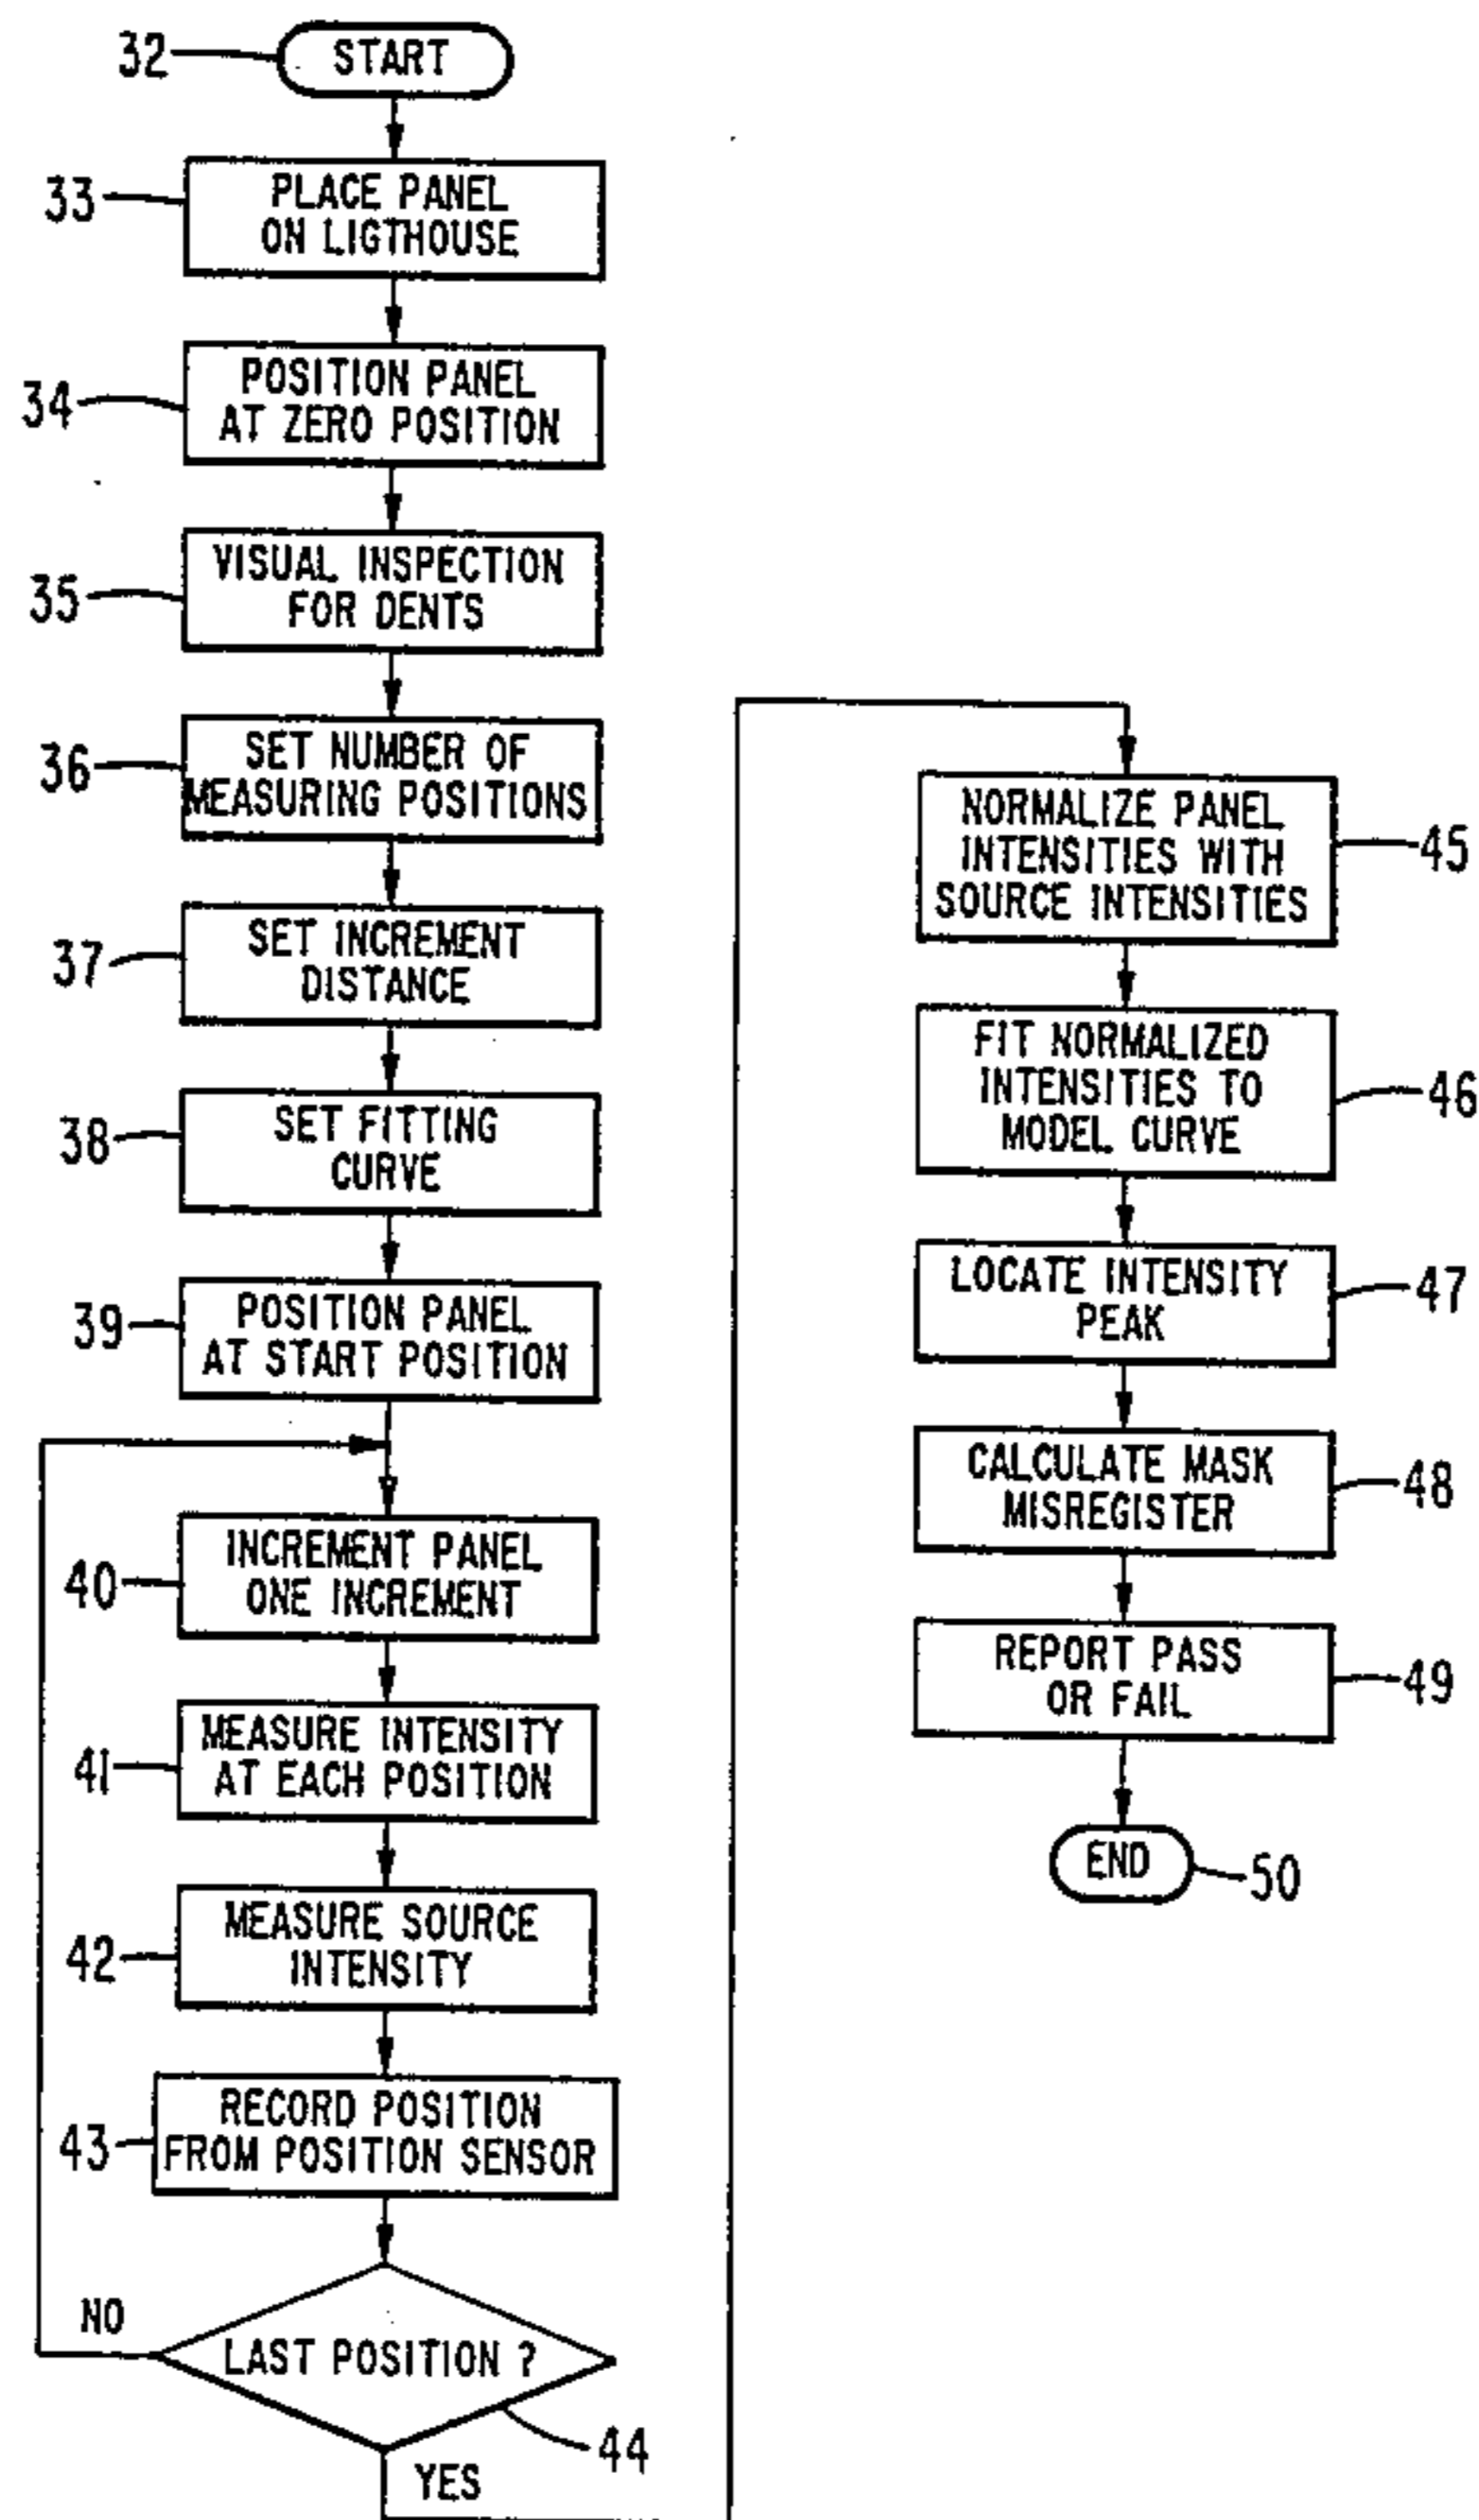 32
START
33
PLACE PANEL
ON LIGTHOUSE
34
POSITION PANEL
AT ZERO POSITION
35
VISUAL INSPECTION
FOR DENTS
36
SET NUMBER OF
MEASURING POSITIONS
37
SET INCREMENT
DISTANCE
38
SET FITTING
CURVE
39
POSITION PANEL
AT START POSITION
40
INCREMENT PANEL
ONE INCREMENT
41
MEASURE INTENSITY
AT EACH POSITION
42
MEASURE SOURCE
INTENSITY
43
RECORD POSITION
FROM POSITION SENSOR
NO
LAST POSITION ?
44
YES
NORMALIZE PANEL
INTENSITIES WITH
SOURCE INTENSITIES
45
FIT NORMALIZED
INTENSITIES TO
MODEL CURVE
46
LOCATE INTENSITY
PEAK
47
CALCULATE MASK
MISREGISTER
48
REPORT PASS
OR FAIL
49
END
50